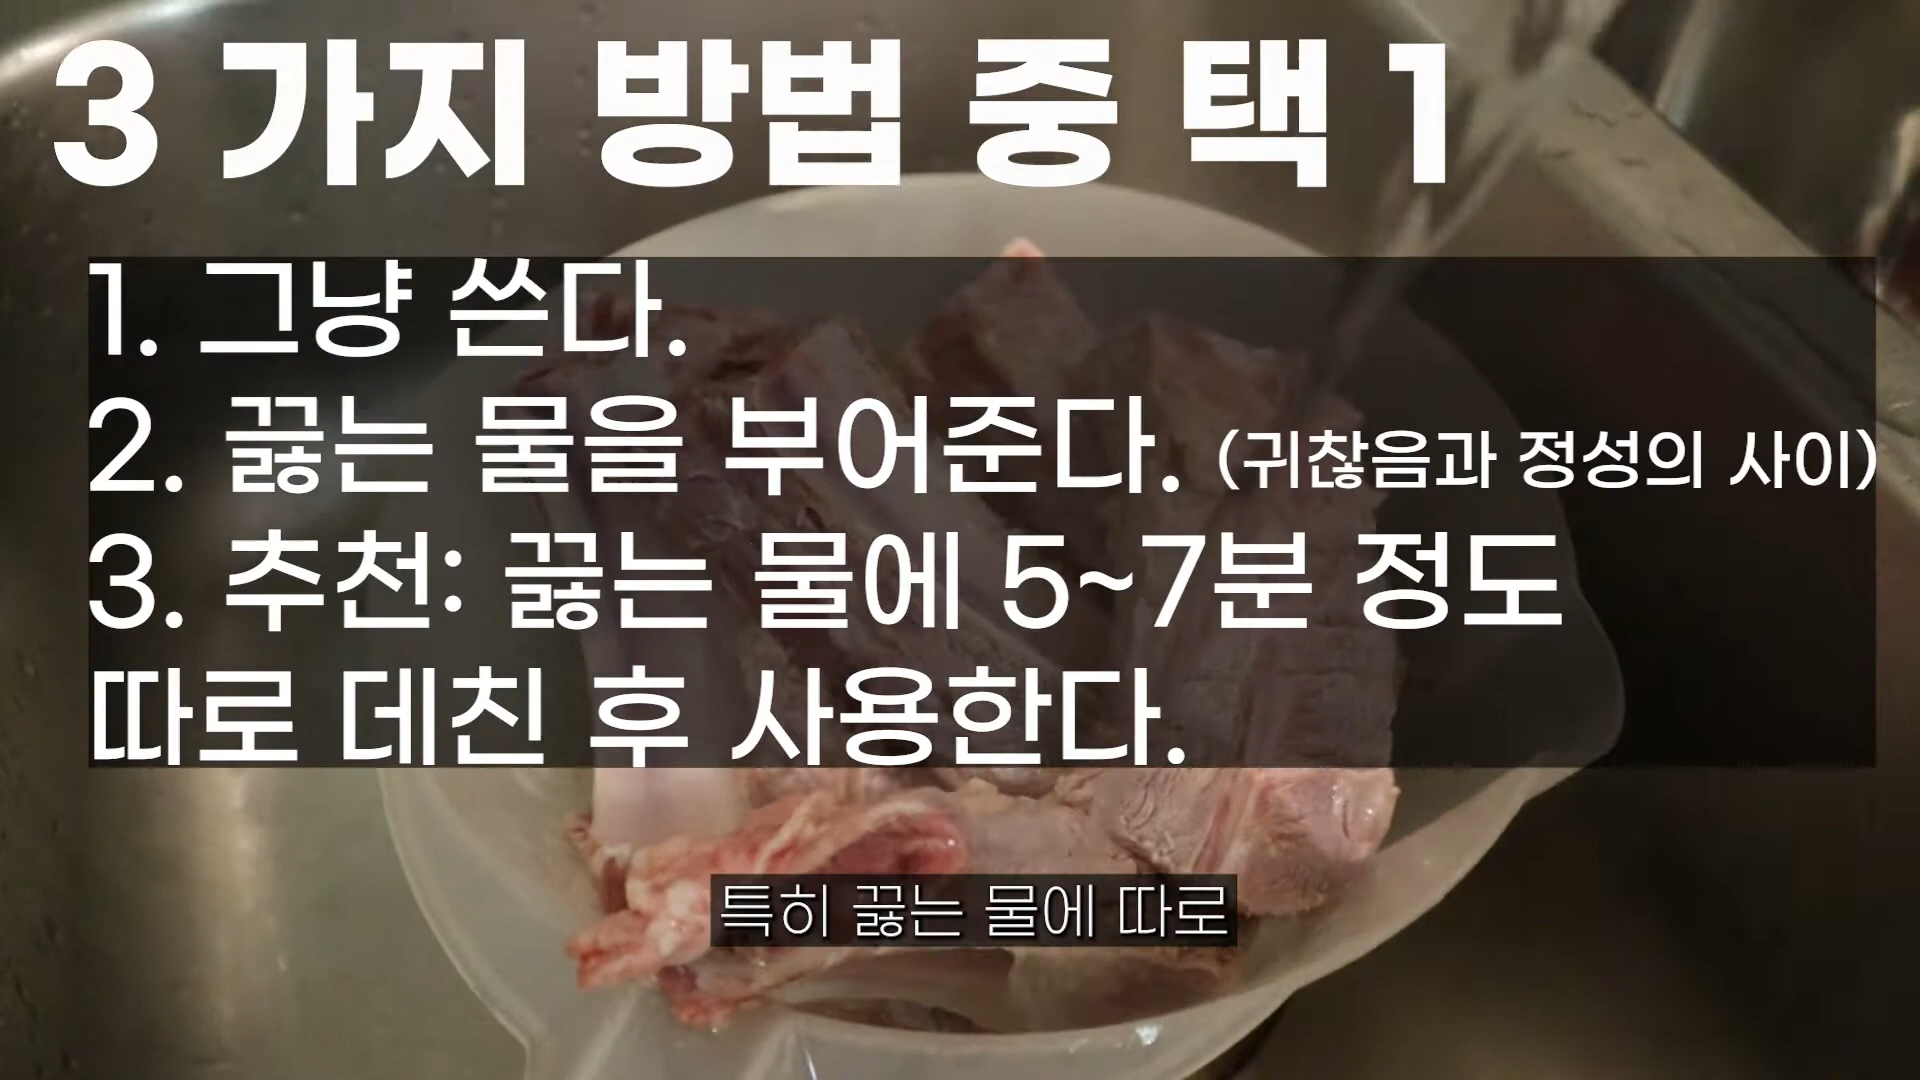 3 가지 방법 중 택 1
1. 그냥 쓴다.
2. 끓는 물을 부어준다. (귀찮음과 정성의 사이)
3. 추천: 끓는 물에 5~7분 정도
따로 데친 후 사용한다.
특히 끓는 물에 따로